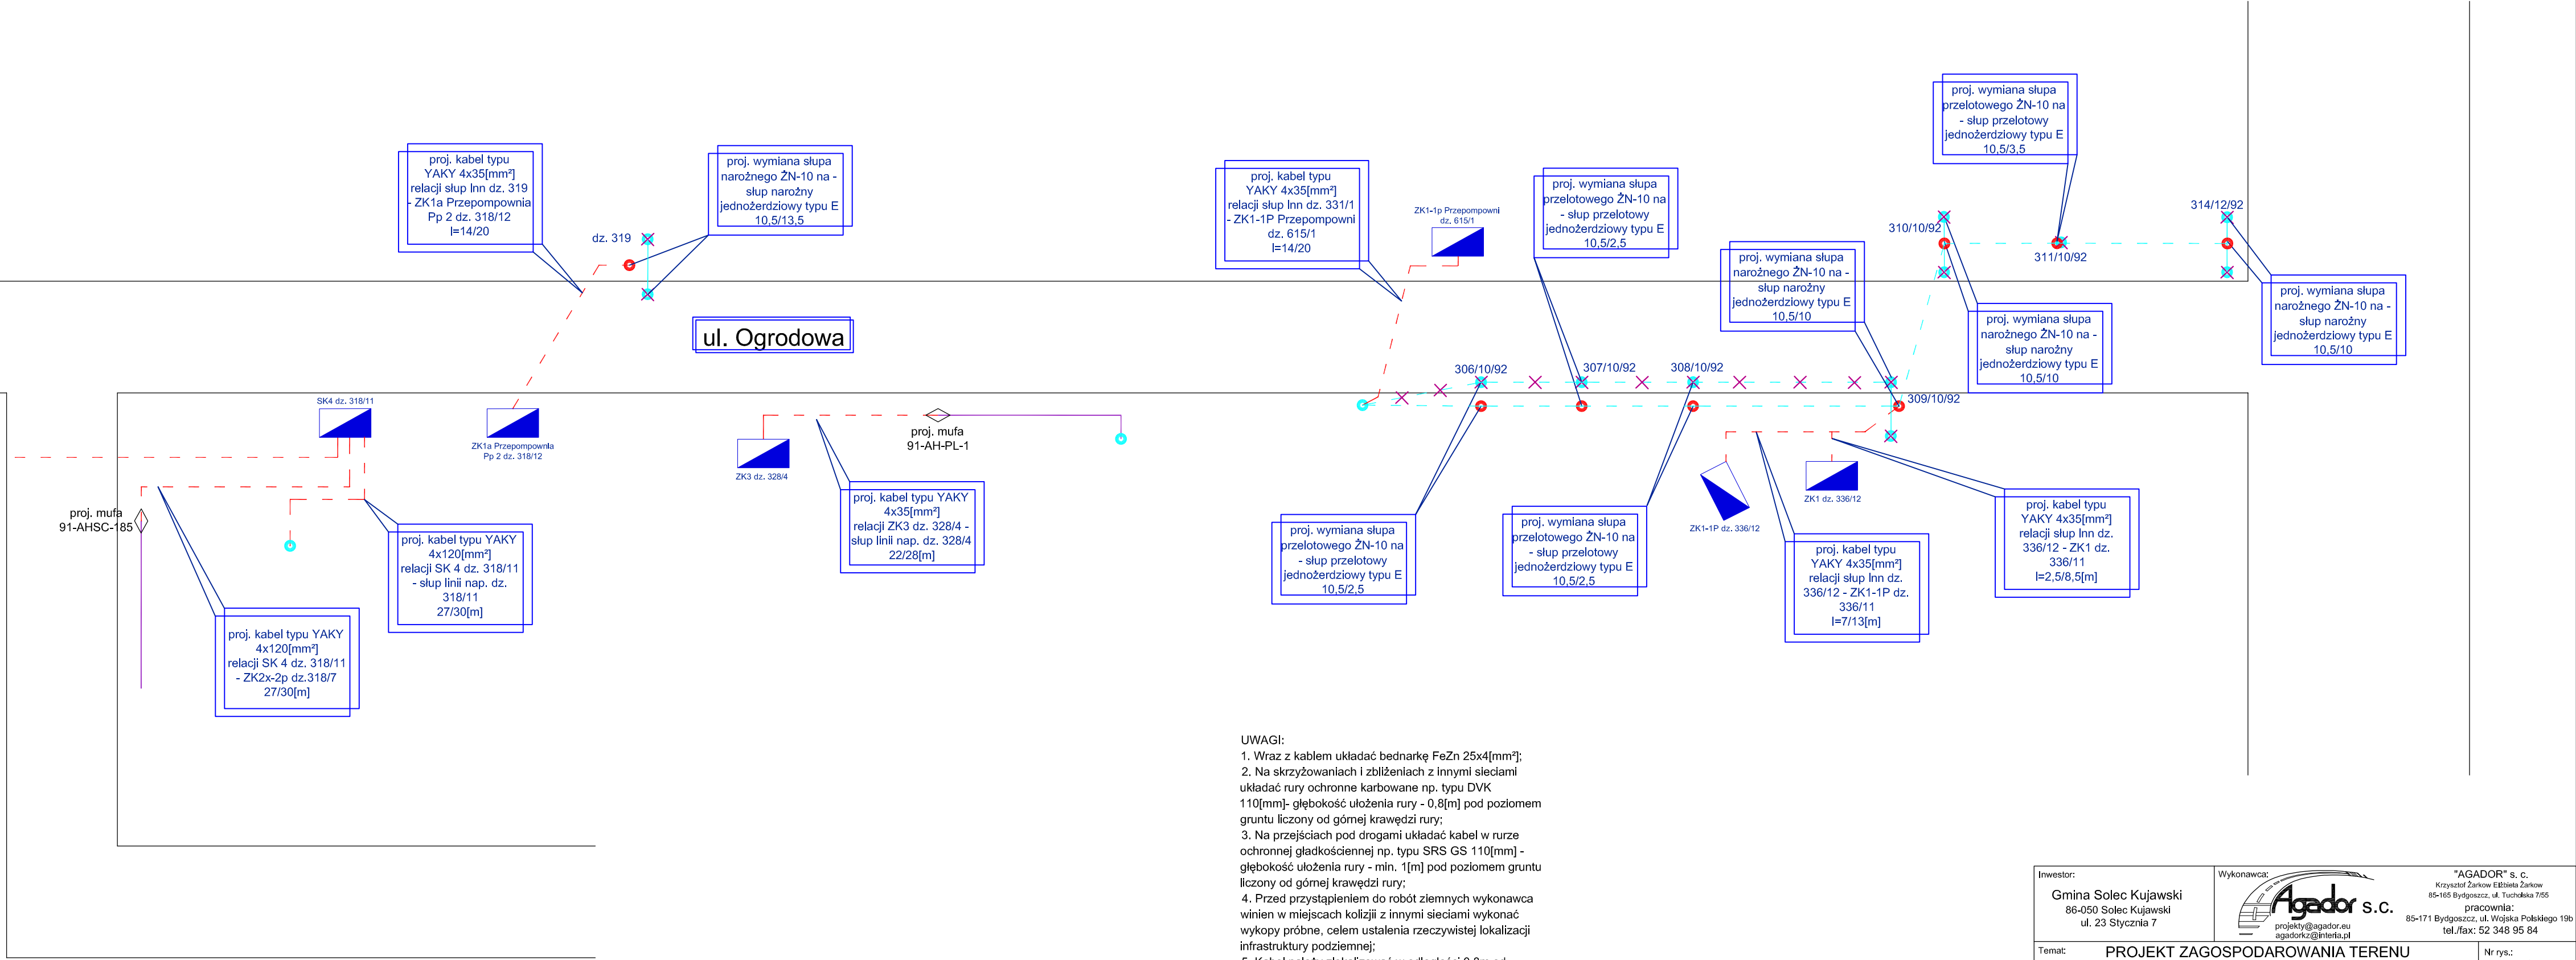 proj. kabel typu
YAKY 4x35[mm²]
relacji słup lnn dz. 319
- ZK1a Przepompownia
Pp 2 dz. 318/12
l=14/20
proj. wymiana słupa
narożnego ŻN-10 na -
słup narożny
jednożerdziowy typu E
10,5/13,5
dz. 319
ul. Ogrodowa
proj. kabel typu
YAKY 4x35[mm²]
relacji słup lnn dz. 331/1
- ZK1-1P Przepompowni
dz. 615/1
l=14/20
ZK1-1p Przepompowni
dz. 615/1
proj. wymiana słupa
przelotowego ŻN-10 na
- słup przelotowy
jednożerdziowy typu E
10,5/2,5
proj. wymiana słupa
narożnego ŻN-10 na -
słup narożny
jednożerdziowy typu E
10,5/10
proj. wymiana słupa
przelotowego ŻN-10 na
- słup przelotowy
jednożerdziowy typu E
10,5/3,5
310/10/92
311/10/92
314/12/92
proj. wymiana słupa
narożnego ŻN-10 na -
słup narożny
jednożerdziowy typu E
10,5/10
proj. wymiana słupa
narożnego ŻN-10 na -
słup narożny
jednożerdziowy typu E
10,5/10
306/10/92
307/10/92
308/10/92
309/10/92
SK4 dz. 318/11
ZK1a Przepompownia
Pp 2 dz. 318/12
proj. mufa
91-AH-PL-1
ZK3 dz. 328/4
proj. mufa
91-AHSC-185
proj. kabel typu YAKY
4x120[mm²]
relacji SK 4 dz. 318/11
- słup linii nap. dz.
318/11
27/30[m]
proj. kabel typu YAKY
4x120[mm²]
relacji SK 4 dz. 318/11
- ZK2x-2p dz.318/7
27/30[m]
proj. kabel typu YAKY
4x35[mm²]
relacji ZK3 dz. 328/4 -
słup linii nap. dz. 328/4
22/28[m]
proj. wymiana słupa
przelotowego ŻN-10 na
- słup przelotowy
jednożerdziowy typu E
10,5/2,5
proj. wymiana słupa
przelotowego ŻN-10 na
- słup przelotowy
jednożerdziowy typu E
10,5/2,5
ZK1-1P dz. 336/12
ZK1 dz. 336/12
proj. kabel typu
YAKY 4x35[mm²]
relacji słup lnn dz.
336/12 - ZK1-1P dz.
336/11
l=7/13[m]
proj. kabel typu
YAKY 4x35[mm²]
relacji słup lnn dz.
336/12 - ZK1 dz.
336/11
l=2,5/8,5[m]
UWAGI:
1. Wraz z kablem układać bednarkę FeZn 25x4[mm²];
2. Na skrzyżowaniach i zbliżeniach z innymi sieciami
układać rury ochronne karbowane np. typu DVK
110[mm]- głębokość ułożenia rury - 0,8[m] pod poziomem
gruntu liczony od górnej krawędzi rury;
3. Na przejściach pod drogami układać kabel w rurze
ochronnej gładkościennej np. typu SRS GS 110[mm] -
głębokość ułożenia rury - min. 1[m] pod poziomem gruntu
liczony od górnej krawędzi rury;
4. Przed przystąpieniem do robót ziemnych wykonawca
winien w miejscach kolizjii z innymi sieciami wykonać
wykopy próbne, celem ustalenia rzeczywistej lokalizacji
infrastruktury podziemnej;
Inwestor:
Gmina Solec Kujawski
86-050 Solec Kujawski
ul. 23 Stycznia 7
Wykonawca:
Agador s.c.
projekty@agador.eu
agadorkz@interia.pl
"AGADOR" s. c.
Krzysztof Żarkow Elżbieta Żarkow
85-165 Bydgoszcz, ul. Tucholska 7/55
pracownia:
85-171 Bydgoszcz, ul. Wojska Polskiego 19b
tel./fax: 52 348 95 84
Temat:
PROJEKT ZAGOSPODAROWANIA TERENU
Nr rys.: